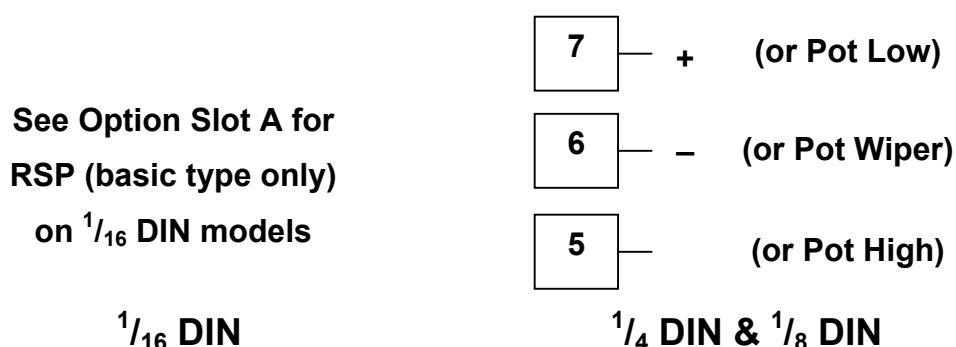 See Option Slot A for
RSP (basic type only)
on 1/16 DIN models
1/16 DIN
7 + (or Pot Low)
6 – (or Pot Wiper)
5 (or Pot High)
1/4 DIN & 1/8 DIN